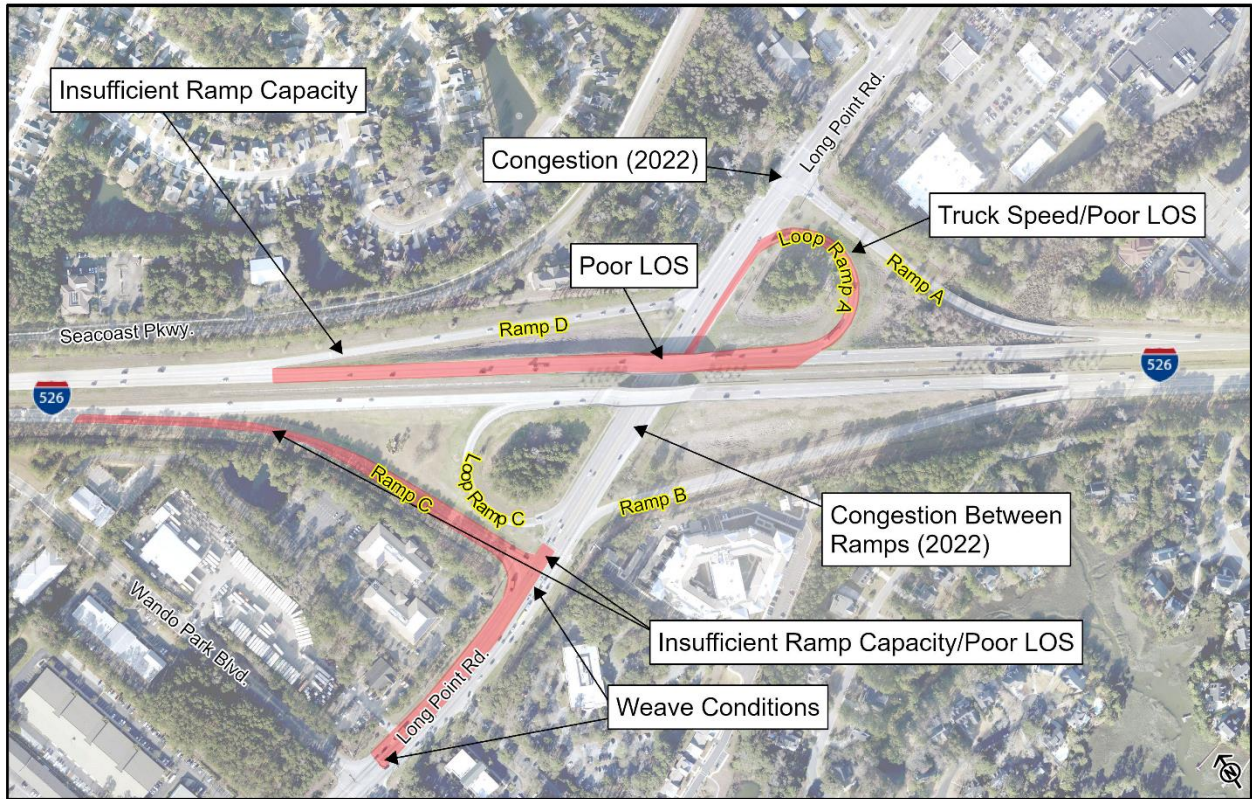 Insufficient Ramp Capacity
Long Point Rd.
Congestion (2022)
Truck Speed/Poor LOS
Loop Ramp A
Ramp A
Poor LOS
Seacoast Pkwy.
Ramp D
526
526
Loop Ramp C
Ramp C
Ramp B
Congestion Between
Ramps (2022)
Wando Park Blvd.
Insufficient Ramp Capacity/Poor LOS
Long Point Rd.
Weave Conditions
N